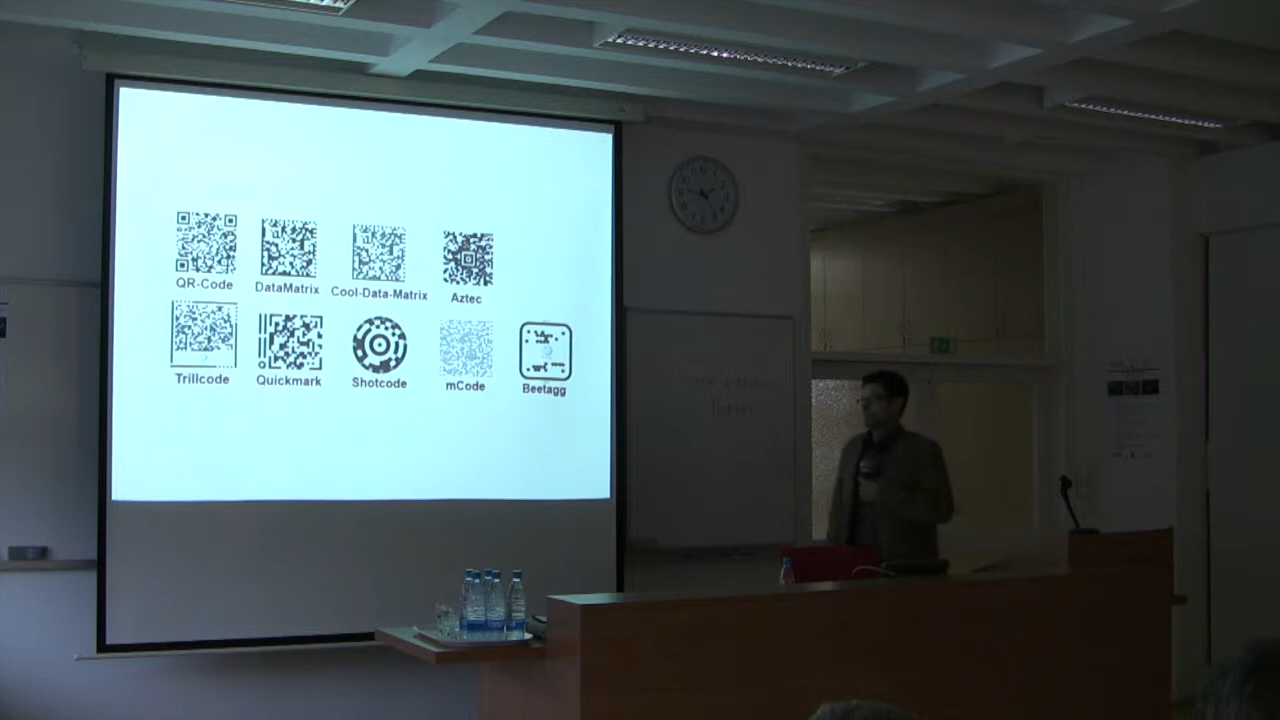 QR-Code
DataMatrix
Cool-Data-Matrix
Aztec
Trillcode
Quickmark
Shotcode
mCode
Beetagg